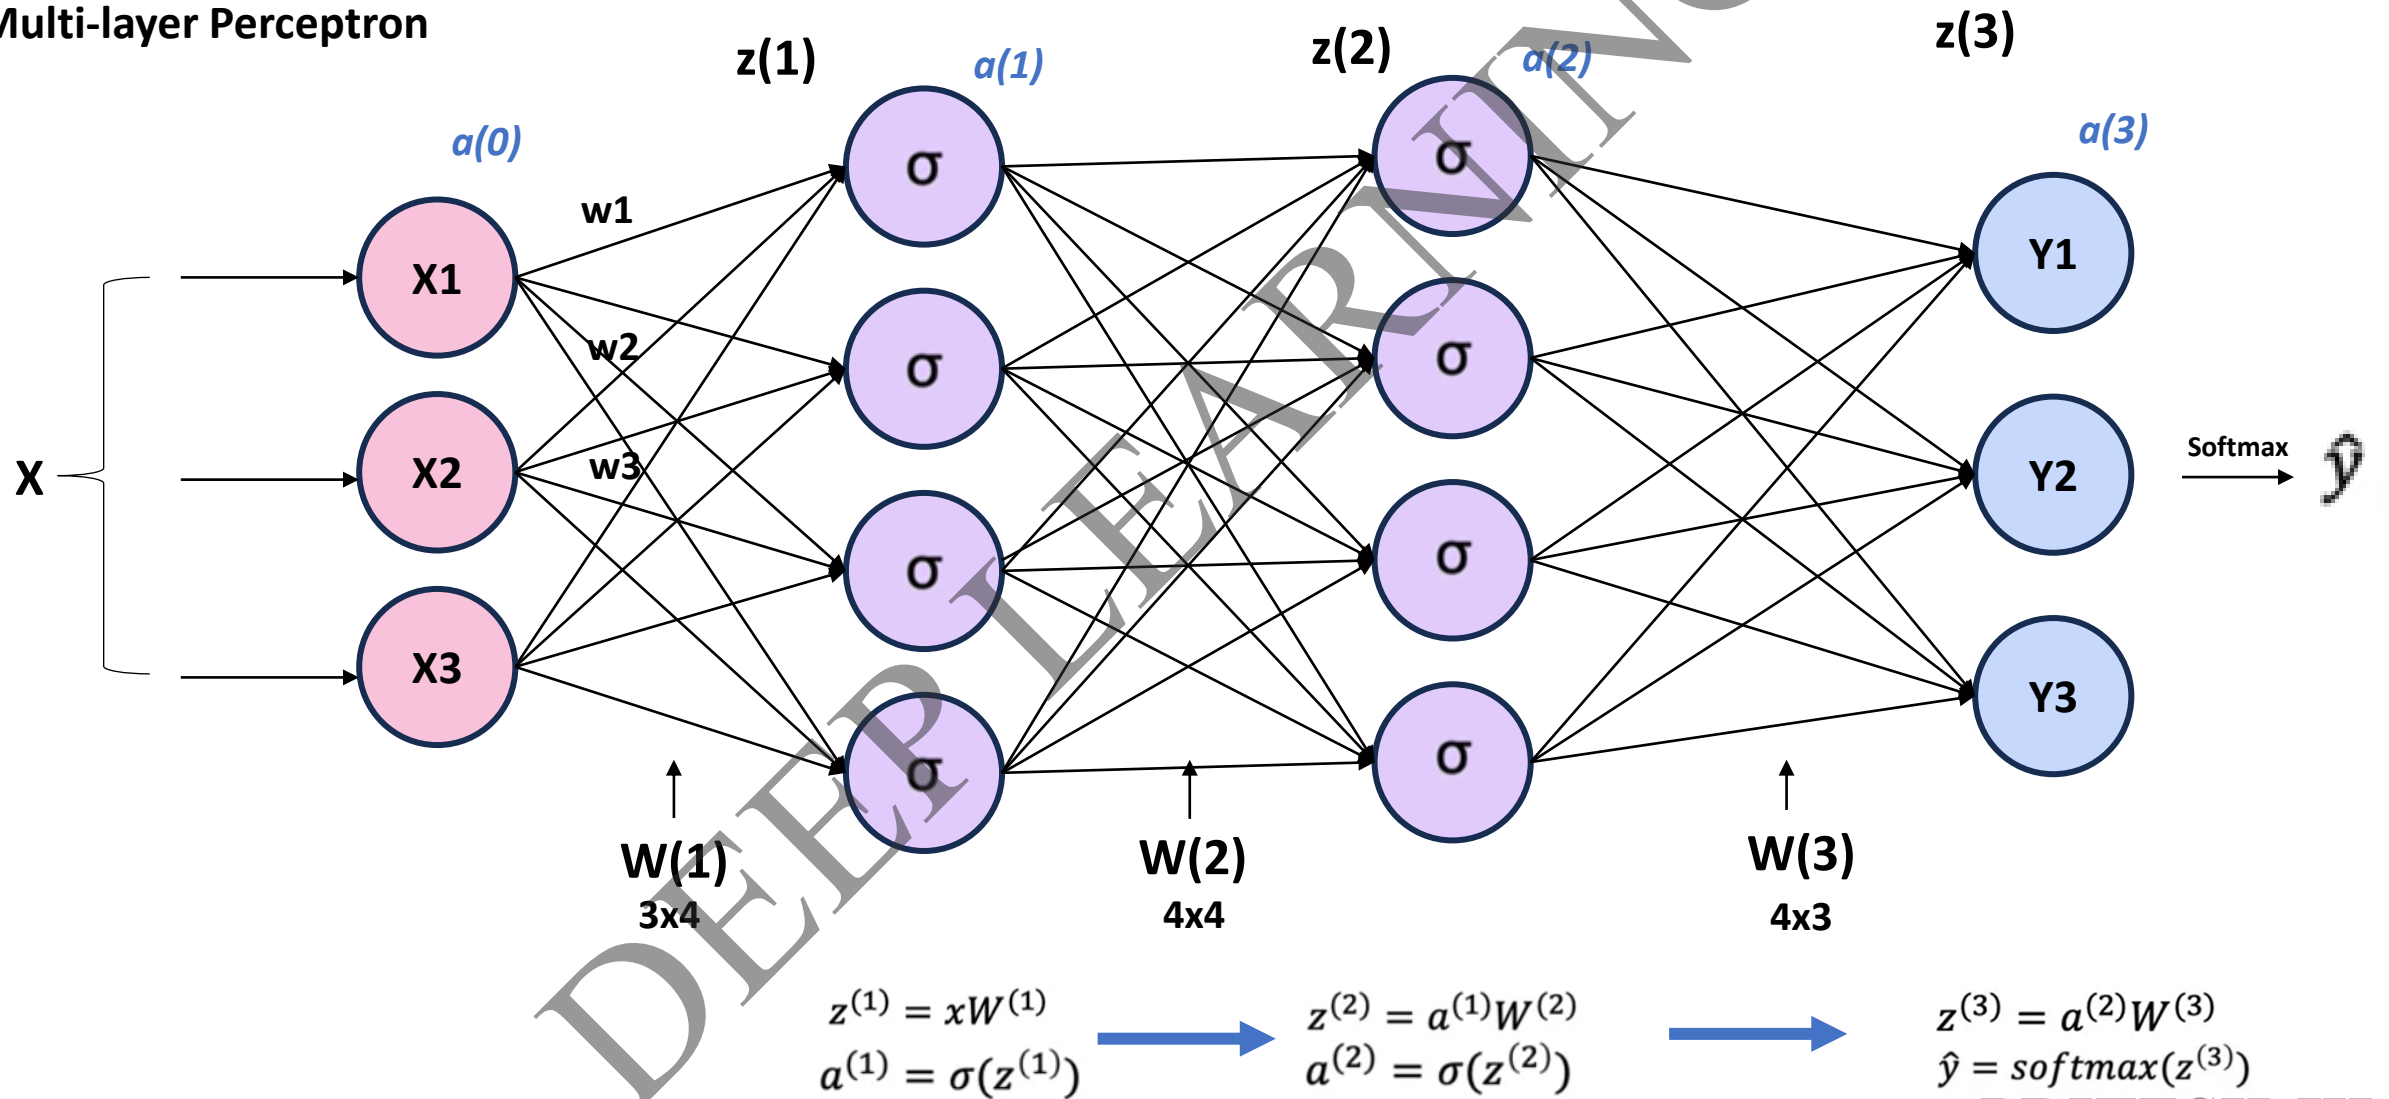 Multi-layer Perceptron
z(1)
a(1)
z(2)
a(2)
z(3)
a(0)
a(3)
w1
w2
w3
X
X1
X2
X3
σ
σ
σ
σ
σ
σ
σ
σ
Y1
Y2
Y3
Softmax
ŷ
W(1)
3x4
W(2)
4x4
W(3)
4x3
z⁽¹⁾ = xW⁽¹⁾
a⁽¹⁾ = σ(z⁽¹⁾)
z⁽²⁾ = a⁽¹⁾W⁽²⁾
a⁽²⁾ = σ(z⁽²⁾)
z⁽³⁾ = a⁽²⁾W⁽³⁾
ŷ = softmax(z⁽³⁾)
DEEP LEARNING